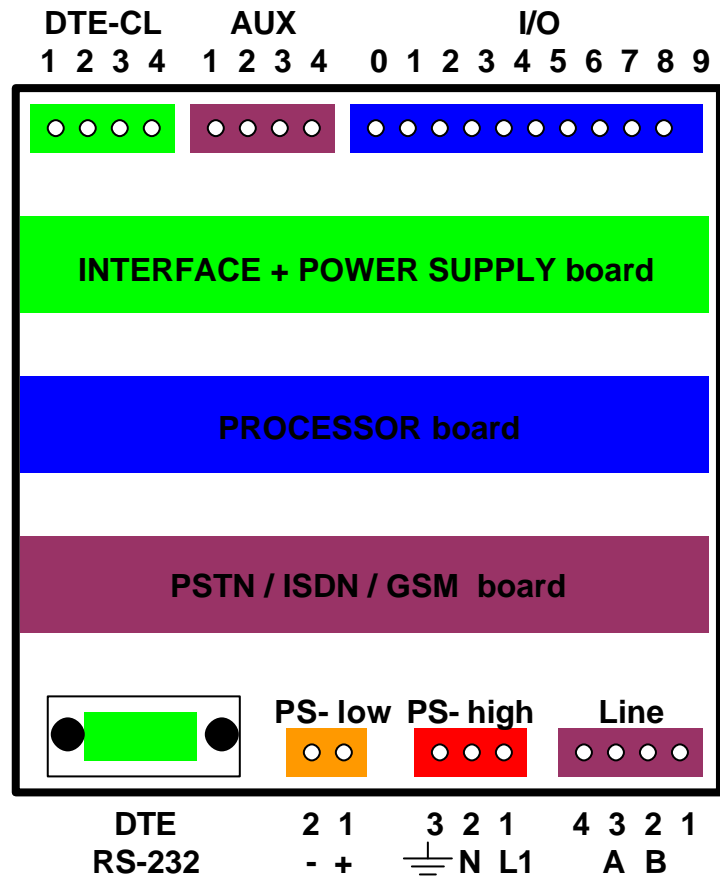 DTE-CL AUX I/O
1 2 3 4 1 2 3 4 0 1 2 3 4 5 6 7 8 9
INTERFACE + POWER SUPPLY board
PROCESSOR board
PSTN / ISDN / GSM board
PS- low PS- high Line
DTE 2 1 3 2 1 4 3 2 1
RS-232 - + N L1 A B